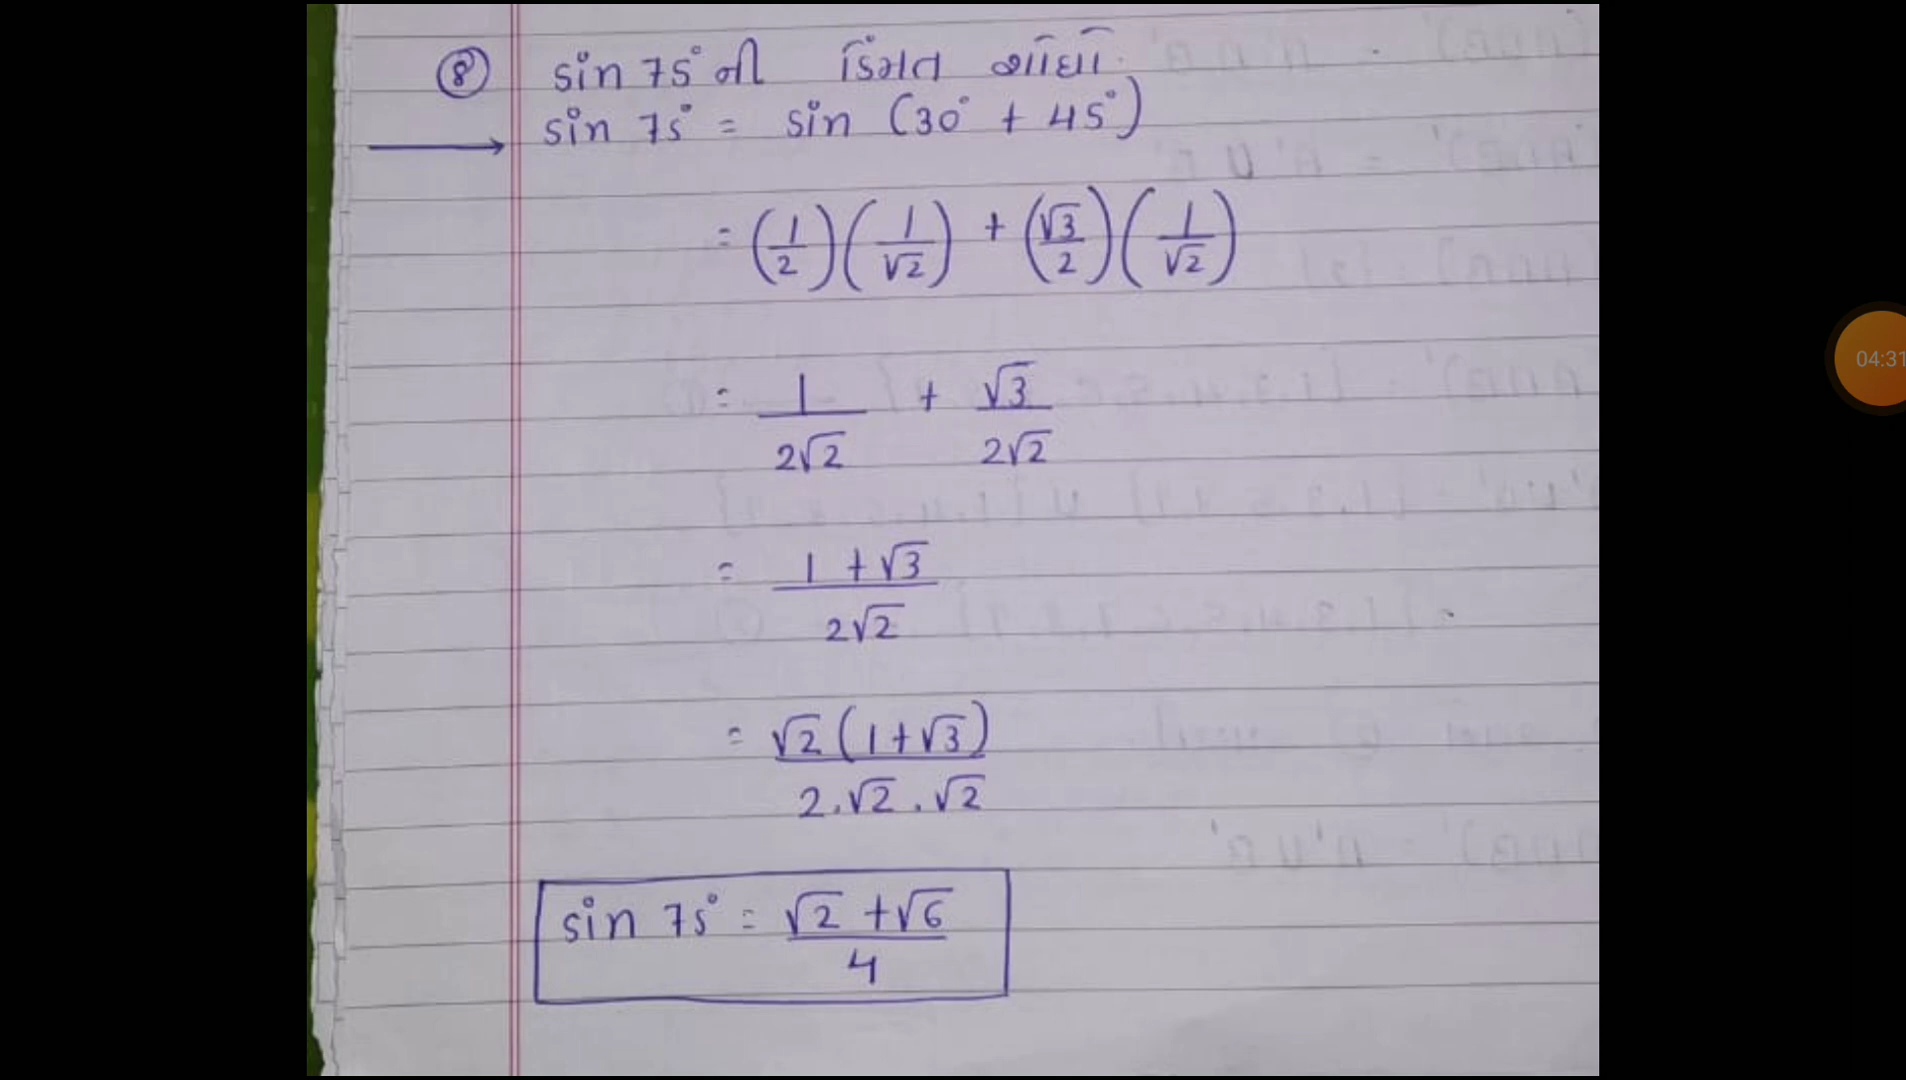 ⑧ sin 75° ની કિંમત શોધો.
sin 75° = sin (30° + 45°)
= (1/2)(1/√2) + (√3/2)(1/√2)
= 1/2√2 + √3/2√2
= 1 + √3 / 2√2
= √2 (1 + √3) / 2.√2.√2
sin 75° = √2 + √6 / 4
04:31